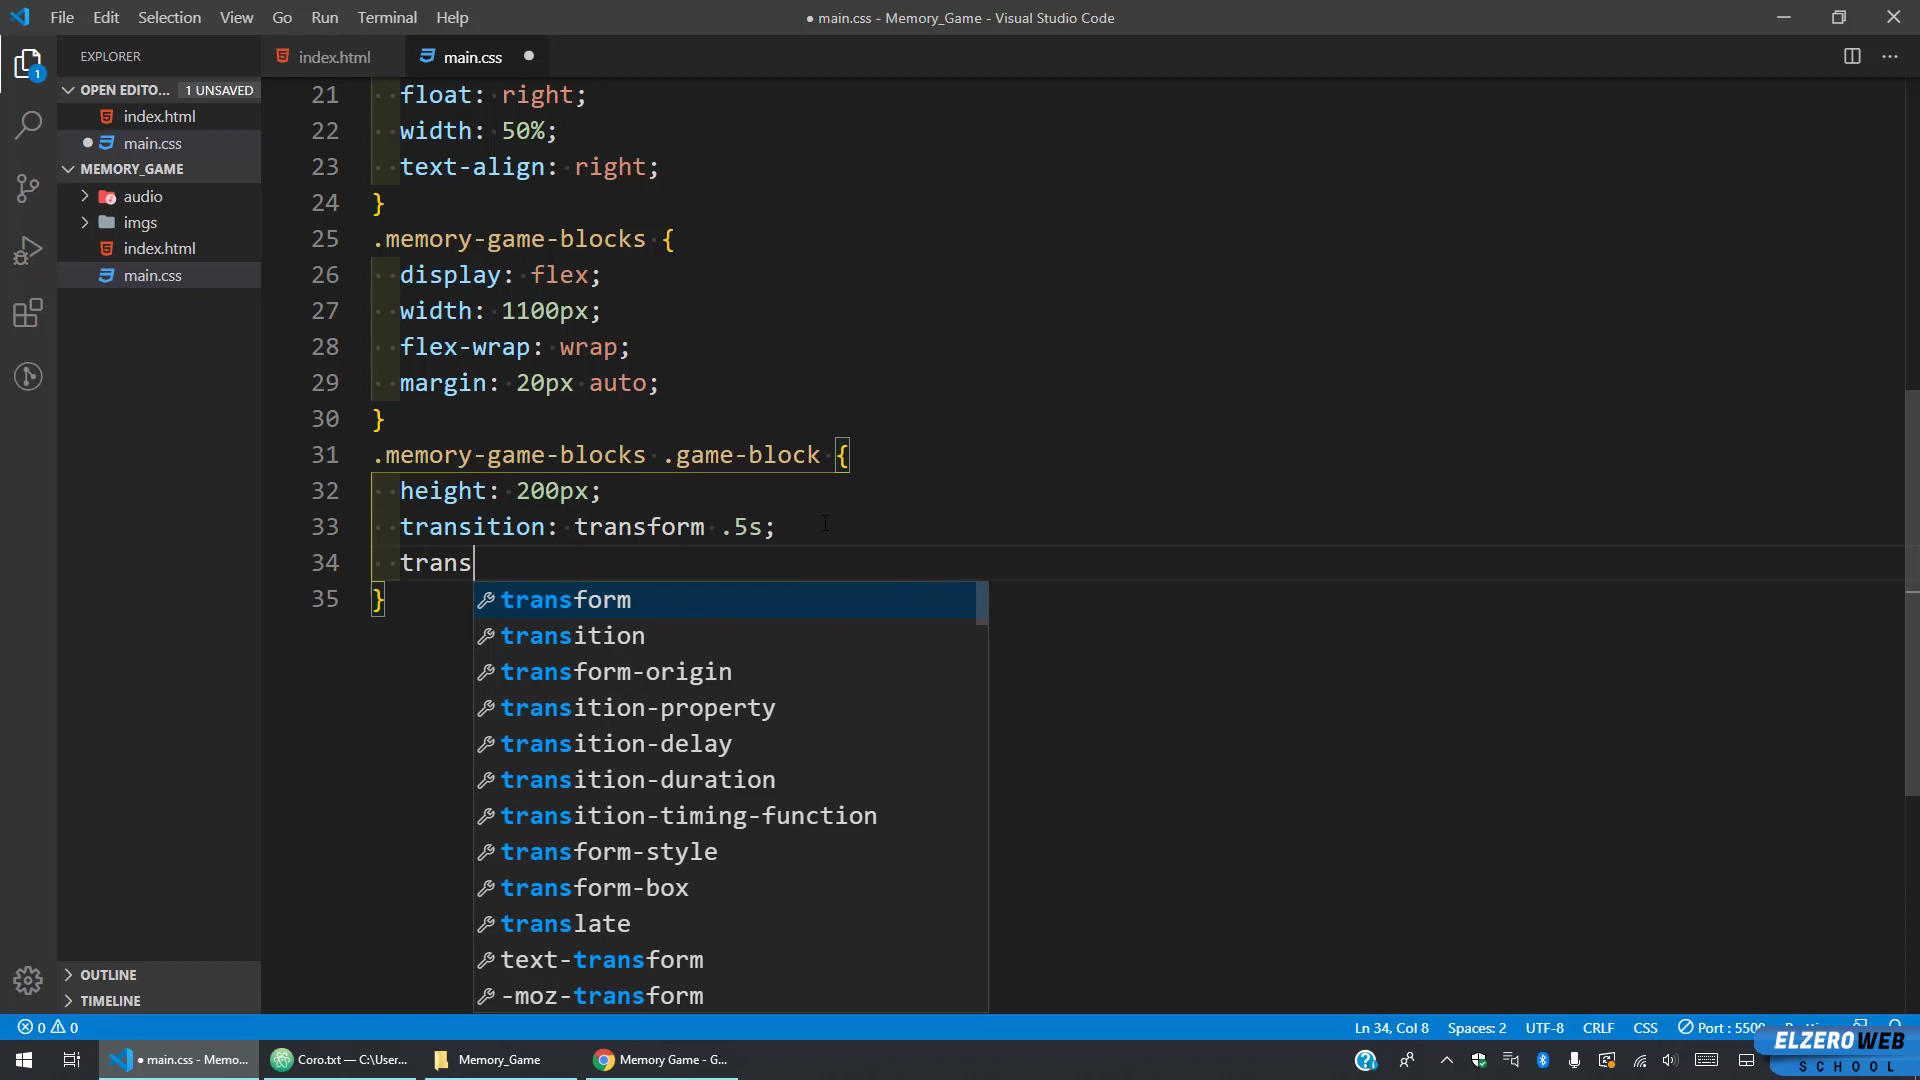 File Edit Selection View Go Run Terminal Help
● main.css - Memory_Game - Visual Studio Code
EXPLORER
index.html
main.css ●
OPEN EDITO... 1 UNSAVED
index.html
main.css
MEMORY_GAME
audio
imgs
index.html
main.css
OUTLINE
TIMELINE
21 float: right;
22 width: 50%;
23 text-align: right;
24 }
25 .memory-game-blocks {
26 display: flex;
27 width: 1100px;
28 flex-wrap: wrap;
29 margin: 20px auto;
30 }
31 .memory-game-blocks .game-block {
32 height: 200px;
33 transition: transform .5s;
34 trans
35 }
transform
transition
transform-origin
transition-property
transition-delay
transition-duration
transition-timing-function
transform-style
transform-box
translate
text-transform
-moz-transform
0 0
Ln 34, Col 8 Spaces: 2 UTF-8 CRLF CSS Port : 5500
● main.css - Memo...
Coro.txt — C:\User...
Memory_Game
Memory Game - G...
ELZEROWEB
SCHOOL